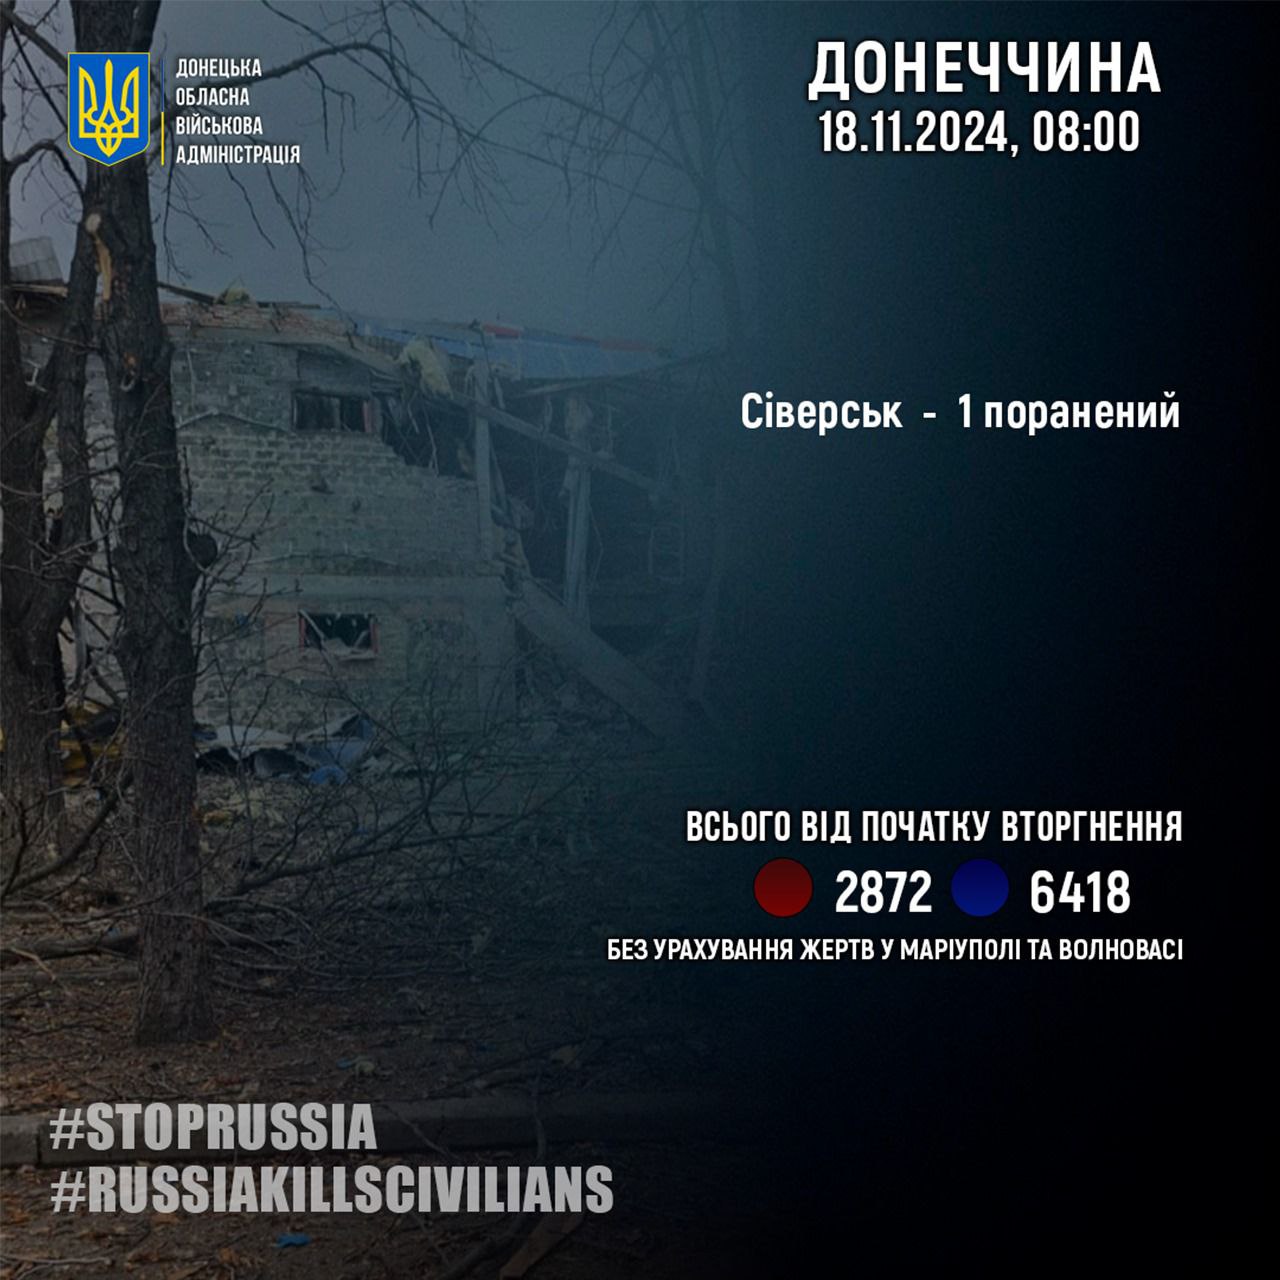 ДОНЕЦЬКА
ОБЛАСНА
ВІЙСЬКОВА
АДМІНІСТРАЦІЯ
ДОНЕЧЧИНА
18.11.2024, 08:00
Сіверськ - 1 поранений
ВСЬОГО ВІД ПОЧАТКУ ВТОРГНЕННЯ
2872 6418
БЕЗ УРАХУВАННЯ ЖЕРТВ У МАРІУПОЛІ ТА ВОЛНОВАСІ
#STOPRUSSIA
#RUSSIAKILLSCIVILIANS